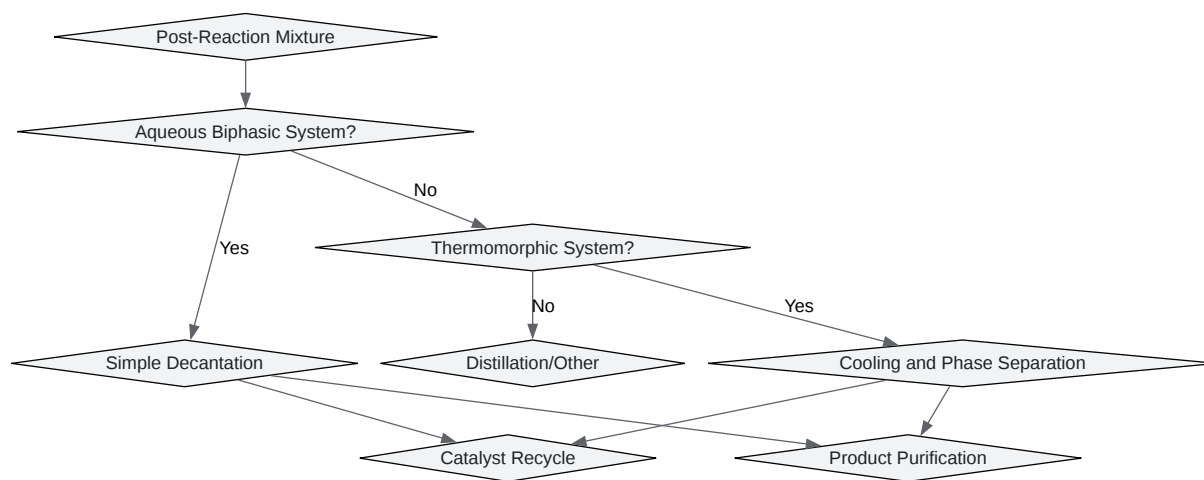 Post-Reaction Mixture
Aqueous Biphasic System?
No
Yes
Thermomorphic System?
No
Yes
Simple Decantation
Distillation/Other
Cooling and Phase Separation
Catalyst Recycle
Product Purification